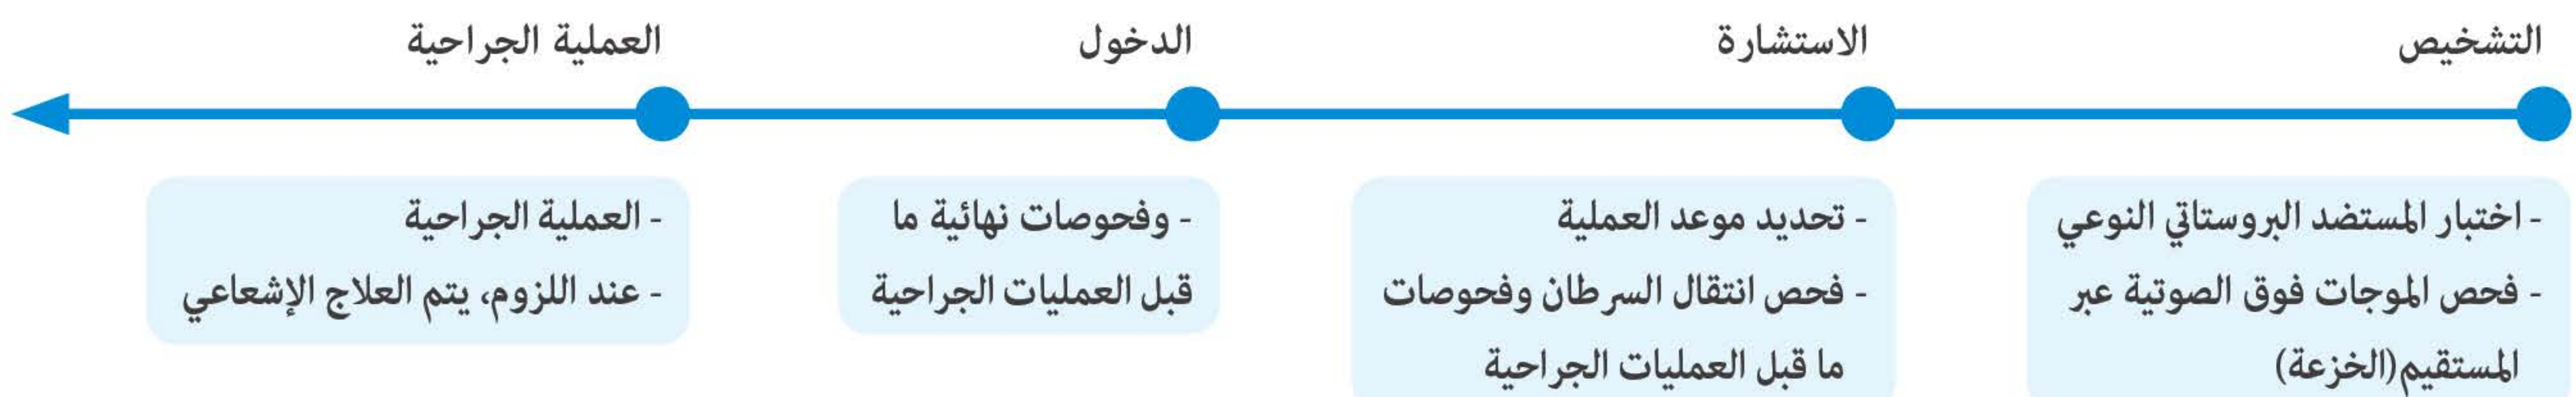 التشخيص
- اختبار المستضد البروستاتي النوعي
- فحص الموجات فوق الصوتية عبر
المستقيم(الخزعة)
الاستشارة
- تحديد موعد العملية
- فحص انتقال السرطان وفحوصات
ما قبل العمليات الجراحية
الدخول
- وفحوصات نهائية ما
قبل العمليات الجراحية
العملية الجراحية
- العملية الجراحية
- عند اللزوم، يتم العلاج الإشعاعي